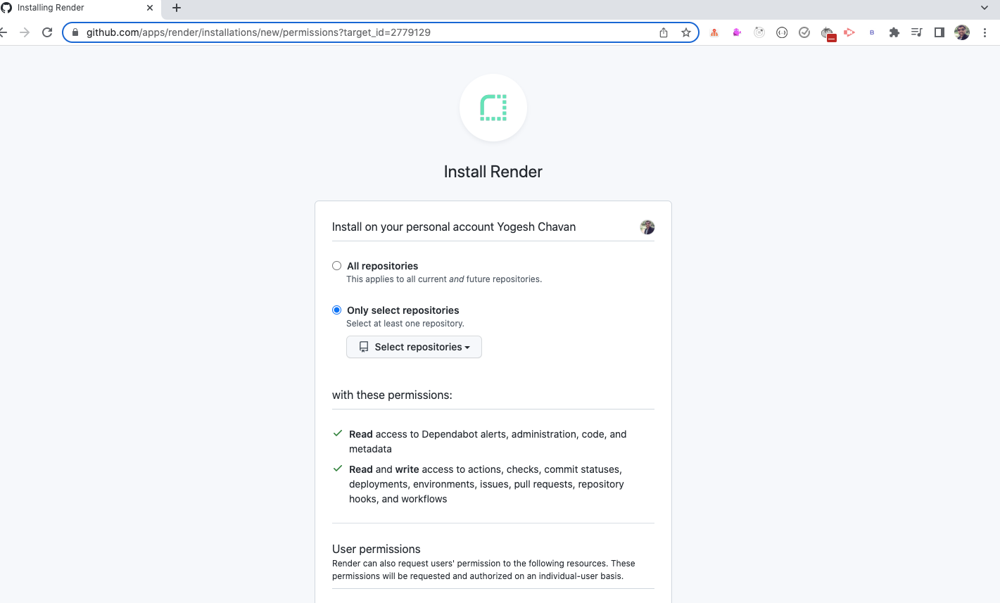 Installing Render
github.com/apps/render/installations/new/permissions?target_id=2779129
B
Install Render
Install on your personal account Yogesh Chavan
All repositories
This applies to all current and future repositories.
Only select repositories
Select at least one repository.
Select repositories
with these permissions:
Read access to Dependabot alerts, administration, code, and
metadata
Read and write access to actions, checks, commit statuses,
deployments, environments, issues, pull requests, repository
hooks, and workflows
User permissions
Render can also request users' permission to the following resources. These
permissions will be requested and authorized on an individual-user basis.